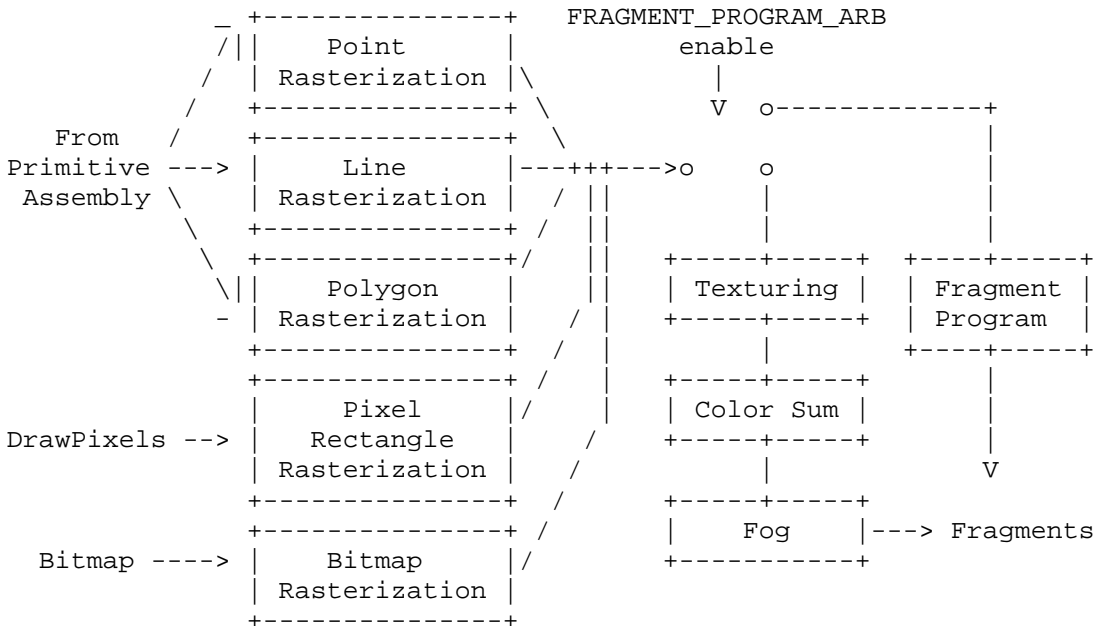 FRAGMENT_PROGRAM_ARB
enable
Point
Rasterization
From
Primitive
Assembly
Line
Rasterization
Polygon
Rasterization
Texturing
Fragment
Program
Pixel
Rectangle
Rasterization
DrawPixels
Color Sum
Fog
Fragments
Bitmap
Bitmap
Rasterization